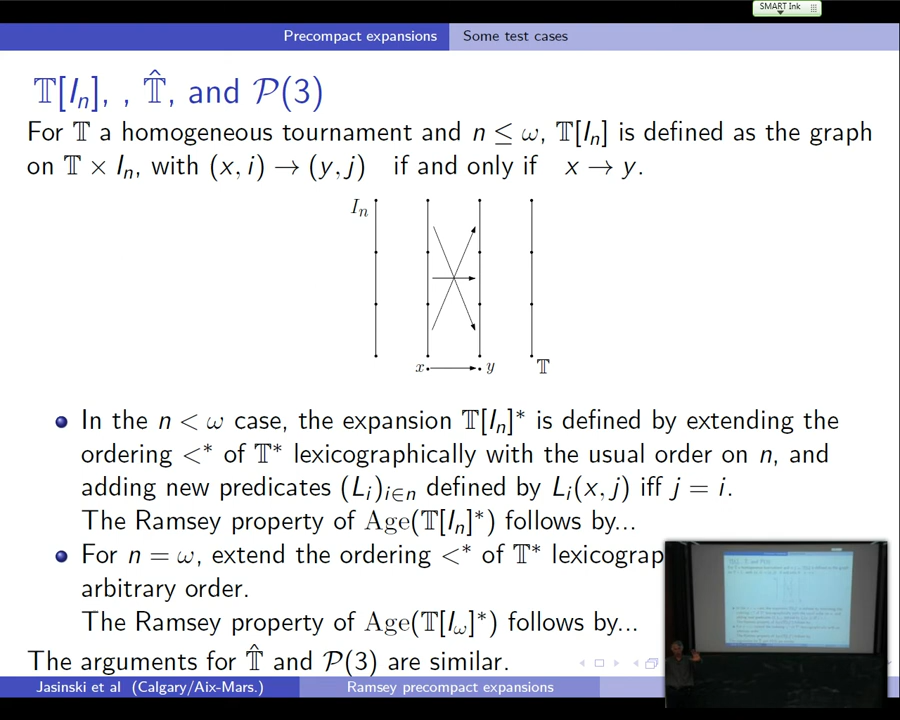 SMART Ink
Precompact expansions Some test cases
𝕋[Iₙ], , 𝕋̂, and 𝒫(3)
For 𝕋 a homogeneous tournament and n ≤ ω, 𝕋[Iₙ] is defined as the graph
on 𝕋 × Iₙ, with (x, i) → (y, j) if and only if x → y.
Iₙ
x y 𝕋
In the n < ω case, the expansion 𝕋[Iₙ]* is defined by extending the
ordering <* of 𝕋* lexicographically with the usual order on n, and
adding new predicates (Lᵢ)ᵢ∈ₙ defined by Lᵢ(x, j) iff j = i.
The Ramsey property of Age(𝕋[Iₙ]*) follows by...
For n = ω, extend the ordering <* of 𝕋* lexicograp
arbitrary order.
The Ramsey property of Age(𝕋[I_ω]*) follows by...
The arguments for 𝕋̂ and 𝒫(3) are similar.
Jasinski et al (Calgary/Aix-Mars.) Ramsey precompact expansions